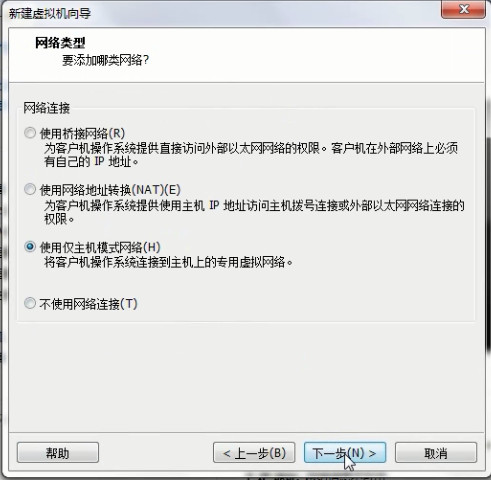 新建虚拟机向导
网络类型
要添加哪类网络?
网络连接
使用桥接网络(R)
为客户机操作系统提供直接访问外部以太网网络的权限。客户机在外部网络上必须
有自己的 IP 地址。
使用网络地址转换(NAT)(E)
为客户机操作系统提供使用主机 IP 地址访问主机拨号连接或外部以太网网络连接的
权限。
使用仅主机模式网络(H)
将客户机操作系统连接到主机上的专用虚拟网络。
不使用网络连接(T)
帮助
< 上一步(B)
下一步(N) >
取消